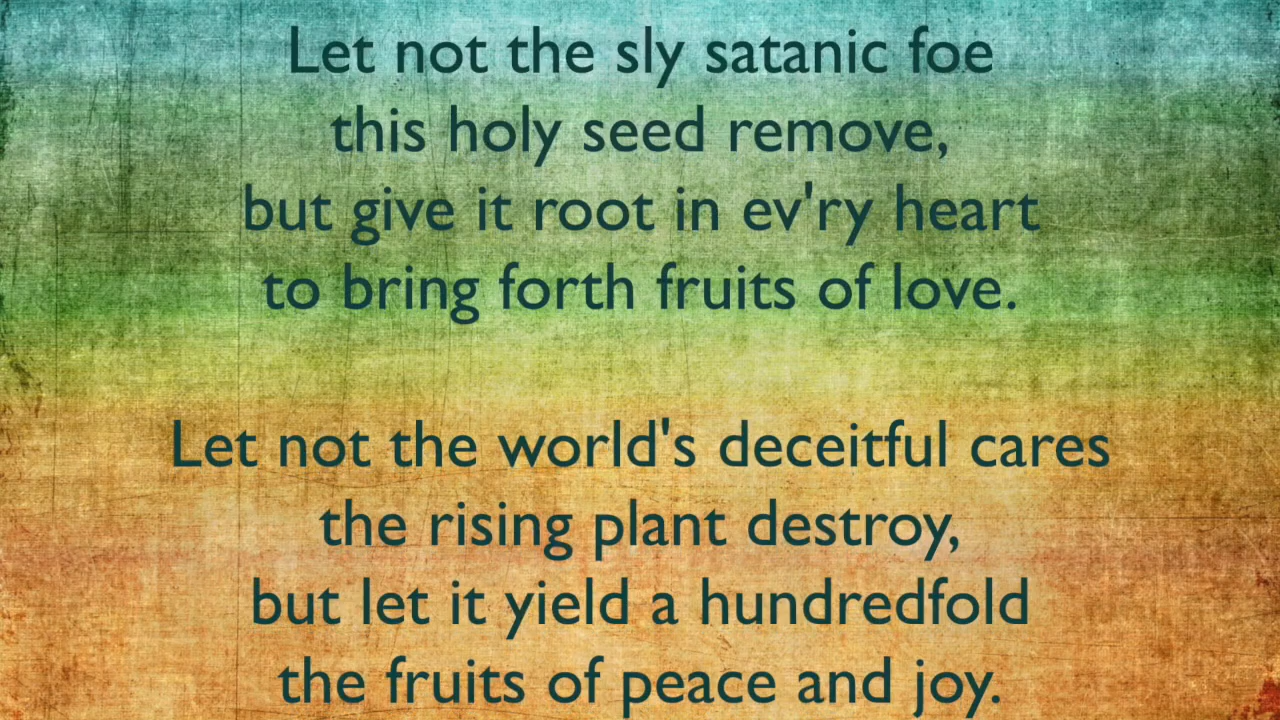 Let not the sly satanic foe
this holy seed remove,
but give it root in ev'ry heart
to bring forth fruits of love.
Let not the world's deceitful cares
the rising plant destroy,
but let it yield a hundredfold
the fruits of peace and joy.